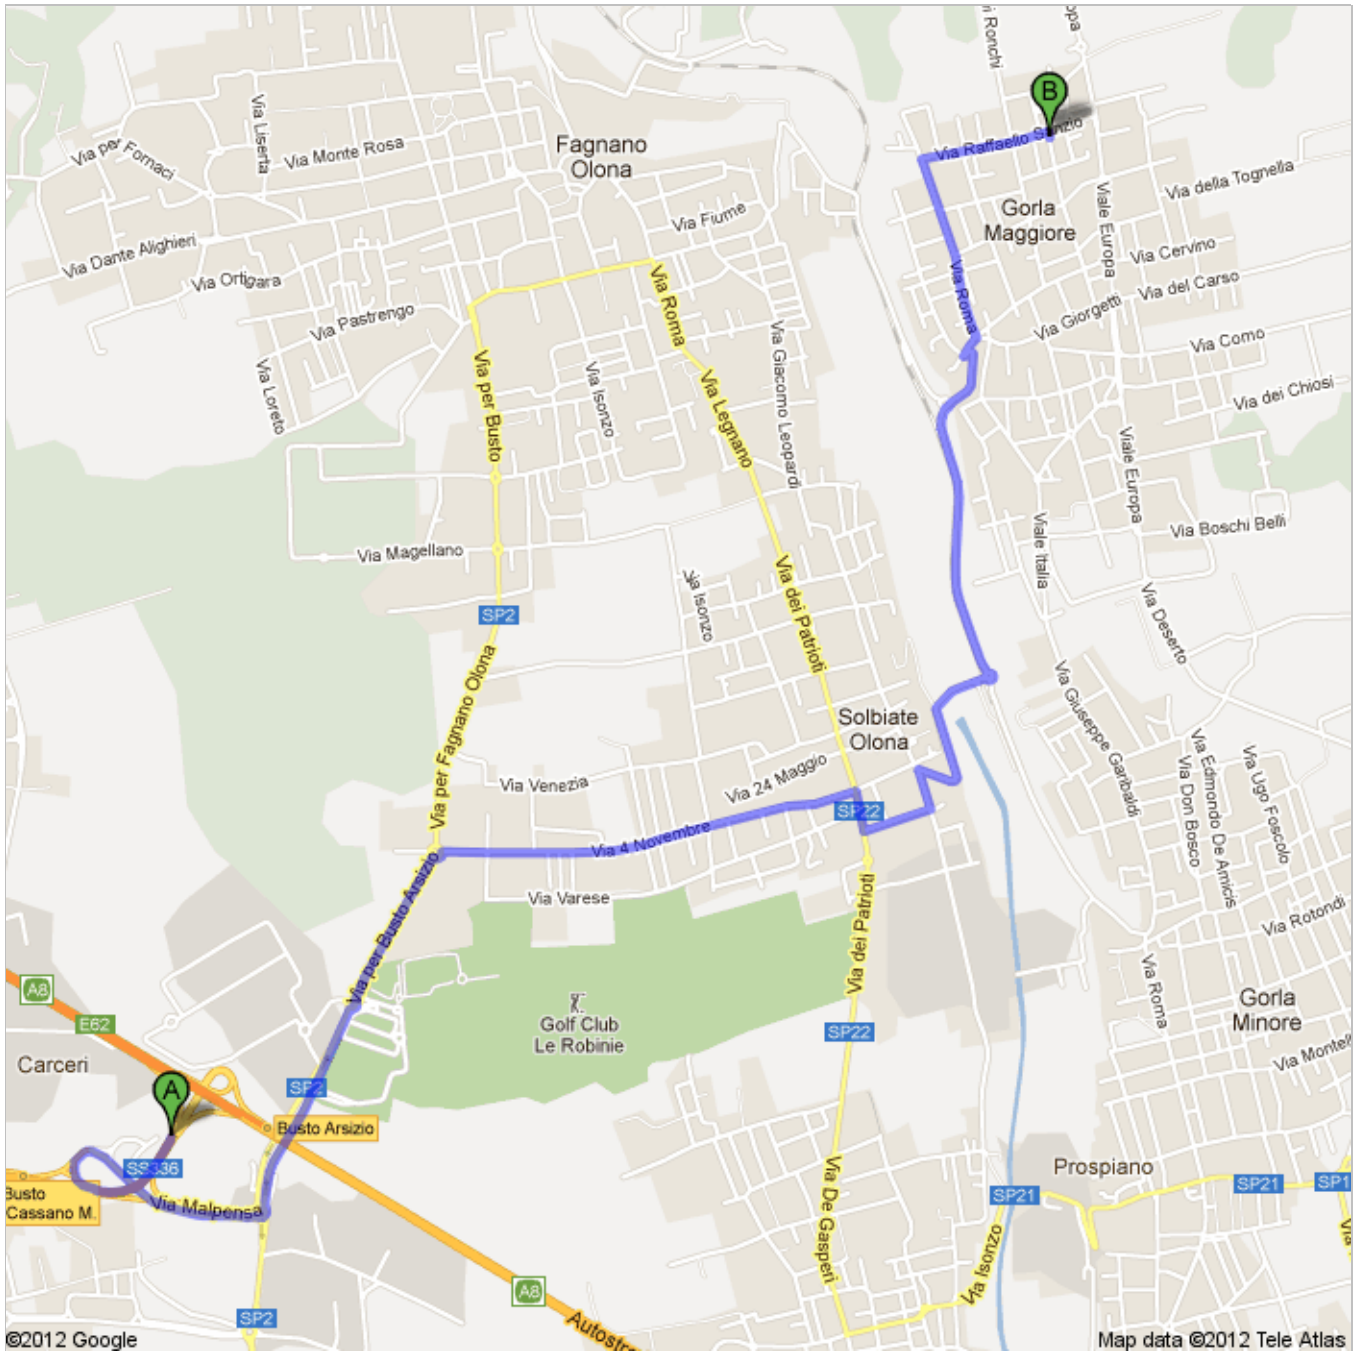 Via per Fornaci
Via Liserta
Via Monte Rosa
Fagnano
Olona
i Ronchi
opa
B
Via Raffaello Sanzio
Via della Tognella
Gorla
Maggiore
Viale Europa
Via Fiume
Via Dante Alighieri
Via Ortigara
Via Cervino
Via del Carso
Via Roma
Via Roma
Via Giorgetti
Via Pastrengo
Via Como
Via Loreto
Via per Busto
Via Isonzo
Via Legnano
Via Giacomo Leopardi
Via dei Chiosi
Viale Europa
Via Magellano
Viale Italia
Via Boschi Belli
Via Isonzo
Via dei Patrioti
SP2
Via Deserto
Via per Fagnano Olona
Via Giuseppe Garibaldi
Solbiate
Olona
Via Venezia
Via 24 Maggio
Via Edmondo De Amicis
Via Don Bosco
Via Ugo Foscolo
SP22
Via 4 Novembre
Via per Busto Arsizio
Via Varese
Via dei Patrioti
Via Rotondi
Via Roma
A8
E62
Golf Club
Le Robinie
SP22
Gorla
Minore
Via Montell
Carceri
SP2
A
Busto Arsizio
SS336
Via Malpensa
Busto
Cassano M.
Prospiano
SP21
SP21
SP1
Via De Gasperi
Via Isonzo
Via
A8
SP2
Autostra
©2012 Google
Map data ©2012 Tele Atlas